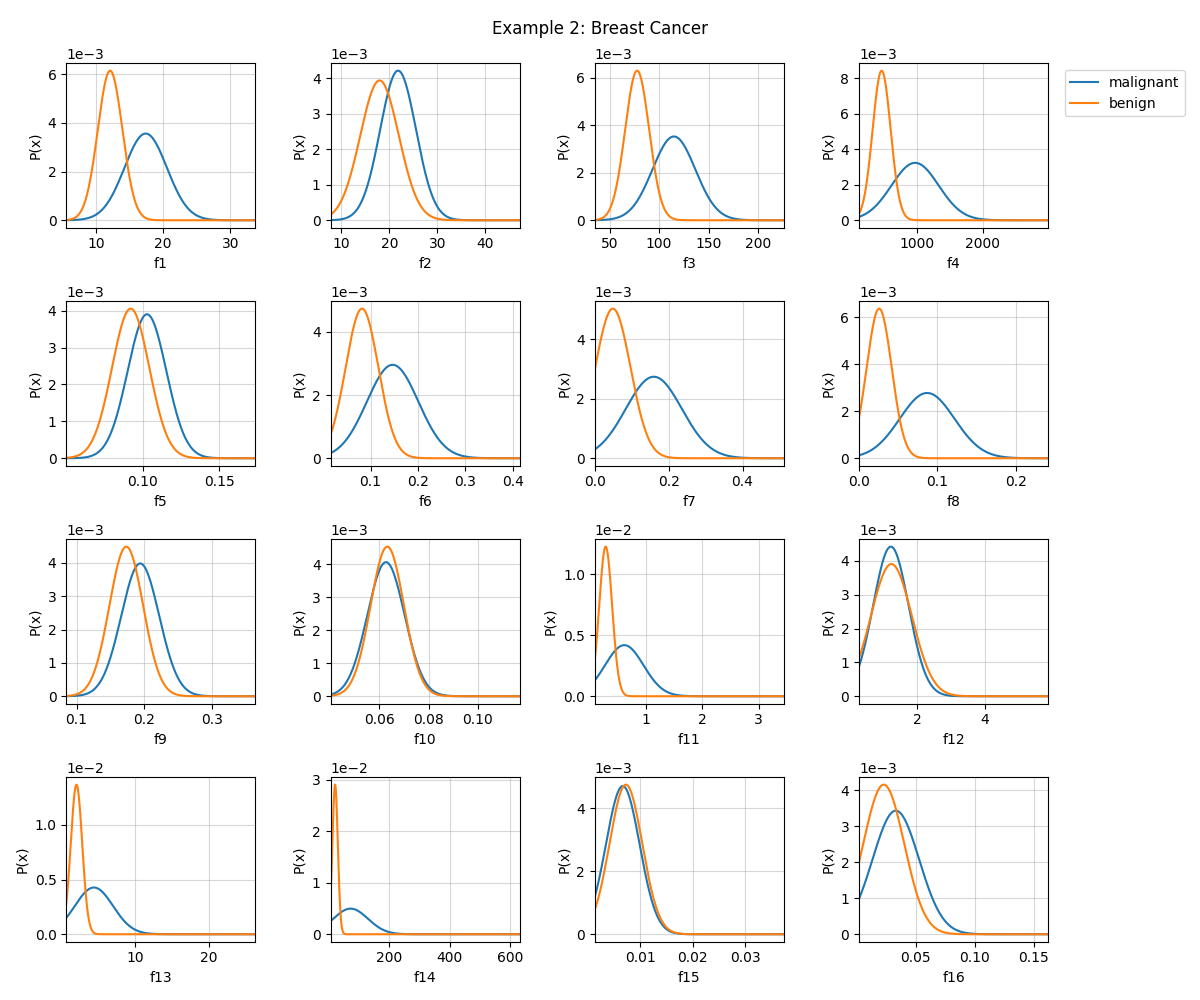 Example 2: Breast Cancer
malignant
benign
1e−3
P(x)
6
4
2
0
10 20 30
f1
1e−3
P(x)
4
3
2
1
0
10 20 30 40
f2
1e−3
P(x)
6
4
2
0
50 100 150 200
f3
1e−3
P(x)
8
6
4
2
0
1000 2000
f4
1e−3
P(x)
4
3
2
1
0
0.10 0.15
f5
1e−3
P(x)
4
2
0
0.1 0.2 0.3 0.4
f6
1e−3
P(x)
4
2
0
0.0 0.2 0.4
f7
1e−3
P(x)
6
4
2
0
0.0 0.1 0.2
f8
1e−3
P(x)
4
3
2
1
0
0.1 0.2 0.3
f9
1e−3
P(x)
4
3
2
1
0
0.06 0.08 0.10
f10
1e−2
P(x)
1.0
0.5
0.0
1 2 3
f11
1e−3
P(x)
4
3
2
1
0
2 4
f12
1e−2
P(x)
1.0
0.5
0.0
10 20
f13
1e−2
P(x)
3
2
1
0
200 400 600
f14
1e−3
P(x)
4
2
0
0.01 0.02 0.03
f15
1e−3
P(x)
4
3
2
1
0
0.05 0.10 0.15
f16